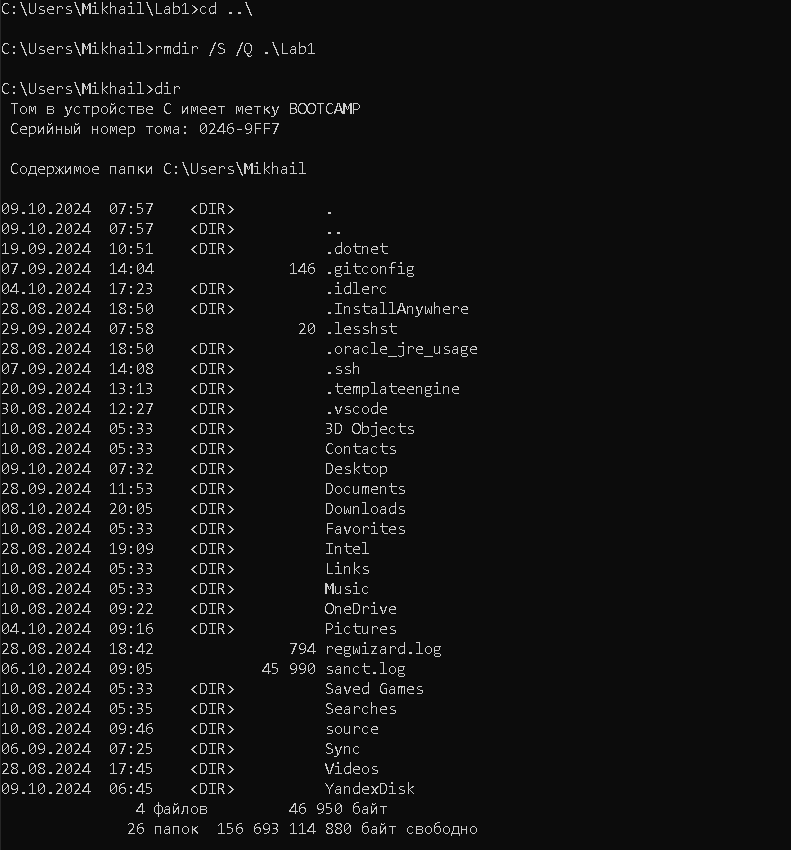 C:\Users\Mikhail\Lab1>cd ..\
C:\Users\Mikhail>rmdir /S /Q .\Lab1
C:\Users\Mikhail>dir
Том в устройстве C имеет метку BOOTCAMP
Серийный номер тома: 0246-9FF7
Содержимое папки C:\Users\Mikhail
09.10.2024  07:57    <DIR>          .
09.10.2024  07:57    <DIR>          ..
19.09.2024  10:51    <DIR>          .dotnet
07.09.2024  14:04               146 .gitconfig
04.10.2024  17:23    <DIR>          .idlerc
28.08.2024  18:50    <DIR>          .InstallAnywhere
29.09.2024  07:58                20 .lesshst
28.08.2024  18:50    <DIR>          .oracle_jre_usage
07.09.2024  14:08    <DIR>          .ssh
20.09.2024  13:13    <DIR>          .templateengine
30.08.2024  12:27    <DIR>          .vscode
10.08.2024  05:33    <DIR>          3D Objects
10.08.2024  05:33    <DIR>          Contacts
09.10.2024  07:32    <DIR>          Desktop
28.09.2024  11:53    <DIR>          Documents
08.10.2024  20:05    <DIR>          Downloads
10.08.2024  05:33    <DIR>          Favorites
28.08.2024  19:09    <DIR>          Intel
10.08.2024  05:33    <DIR>          Links
10.08.2024  05:33    <DIR>          Music
10.08.2024  09:22    <DIR>          OneDrive
04.10.2024  09:16    <DIR>          Pictures
28.08.2024  18:42               794 regwizard.log
06.10.2024  09:05            45 990 sanct.log
10.08.2024  05:33    <DIR>          Saved Games
10.08.2024  05:35    <DIR>          Searches
10.08.2024  09:46    <DIR>          source
06.09.2024  07:25    <DIR>          Sync
28.08.2024  17:45    <DIR>          Videos
09.10.2024  06:45    <DIR>          YandexDisk
4 файлов         46 950 байт
26 папок  156 693 114 880 байт свободно